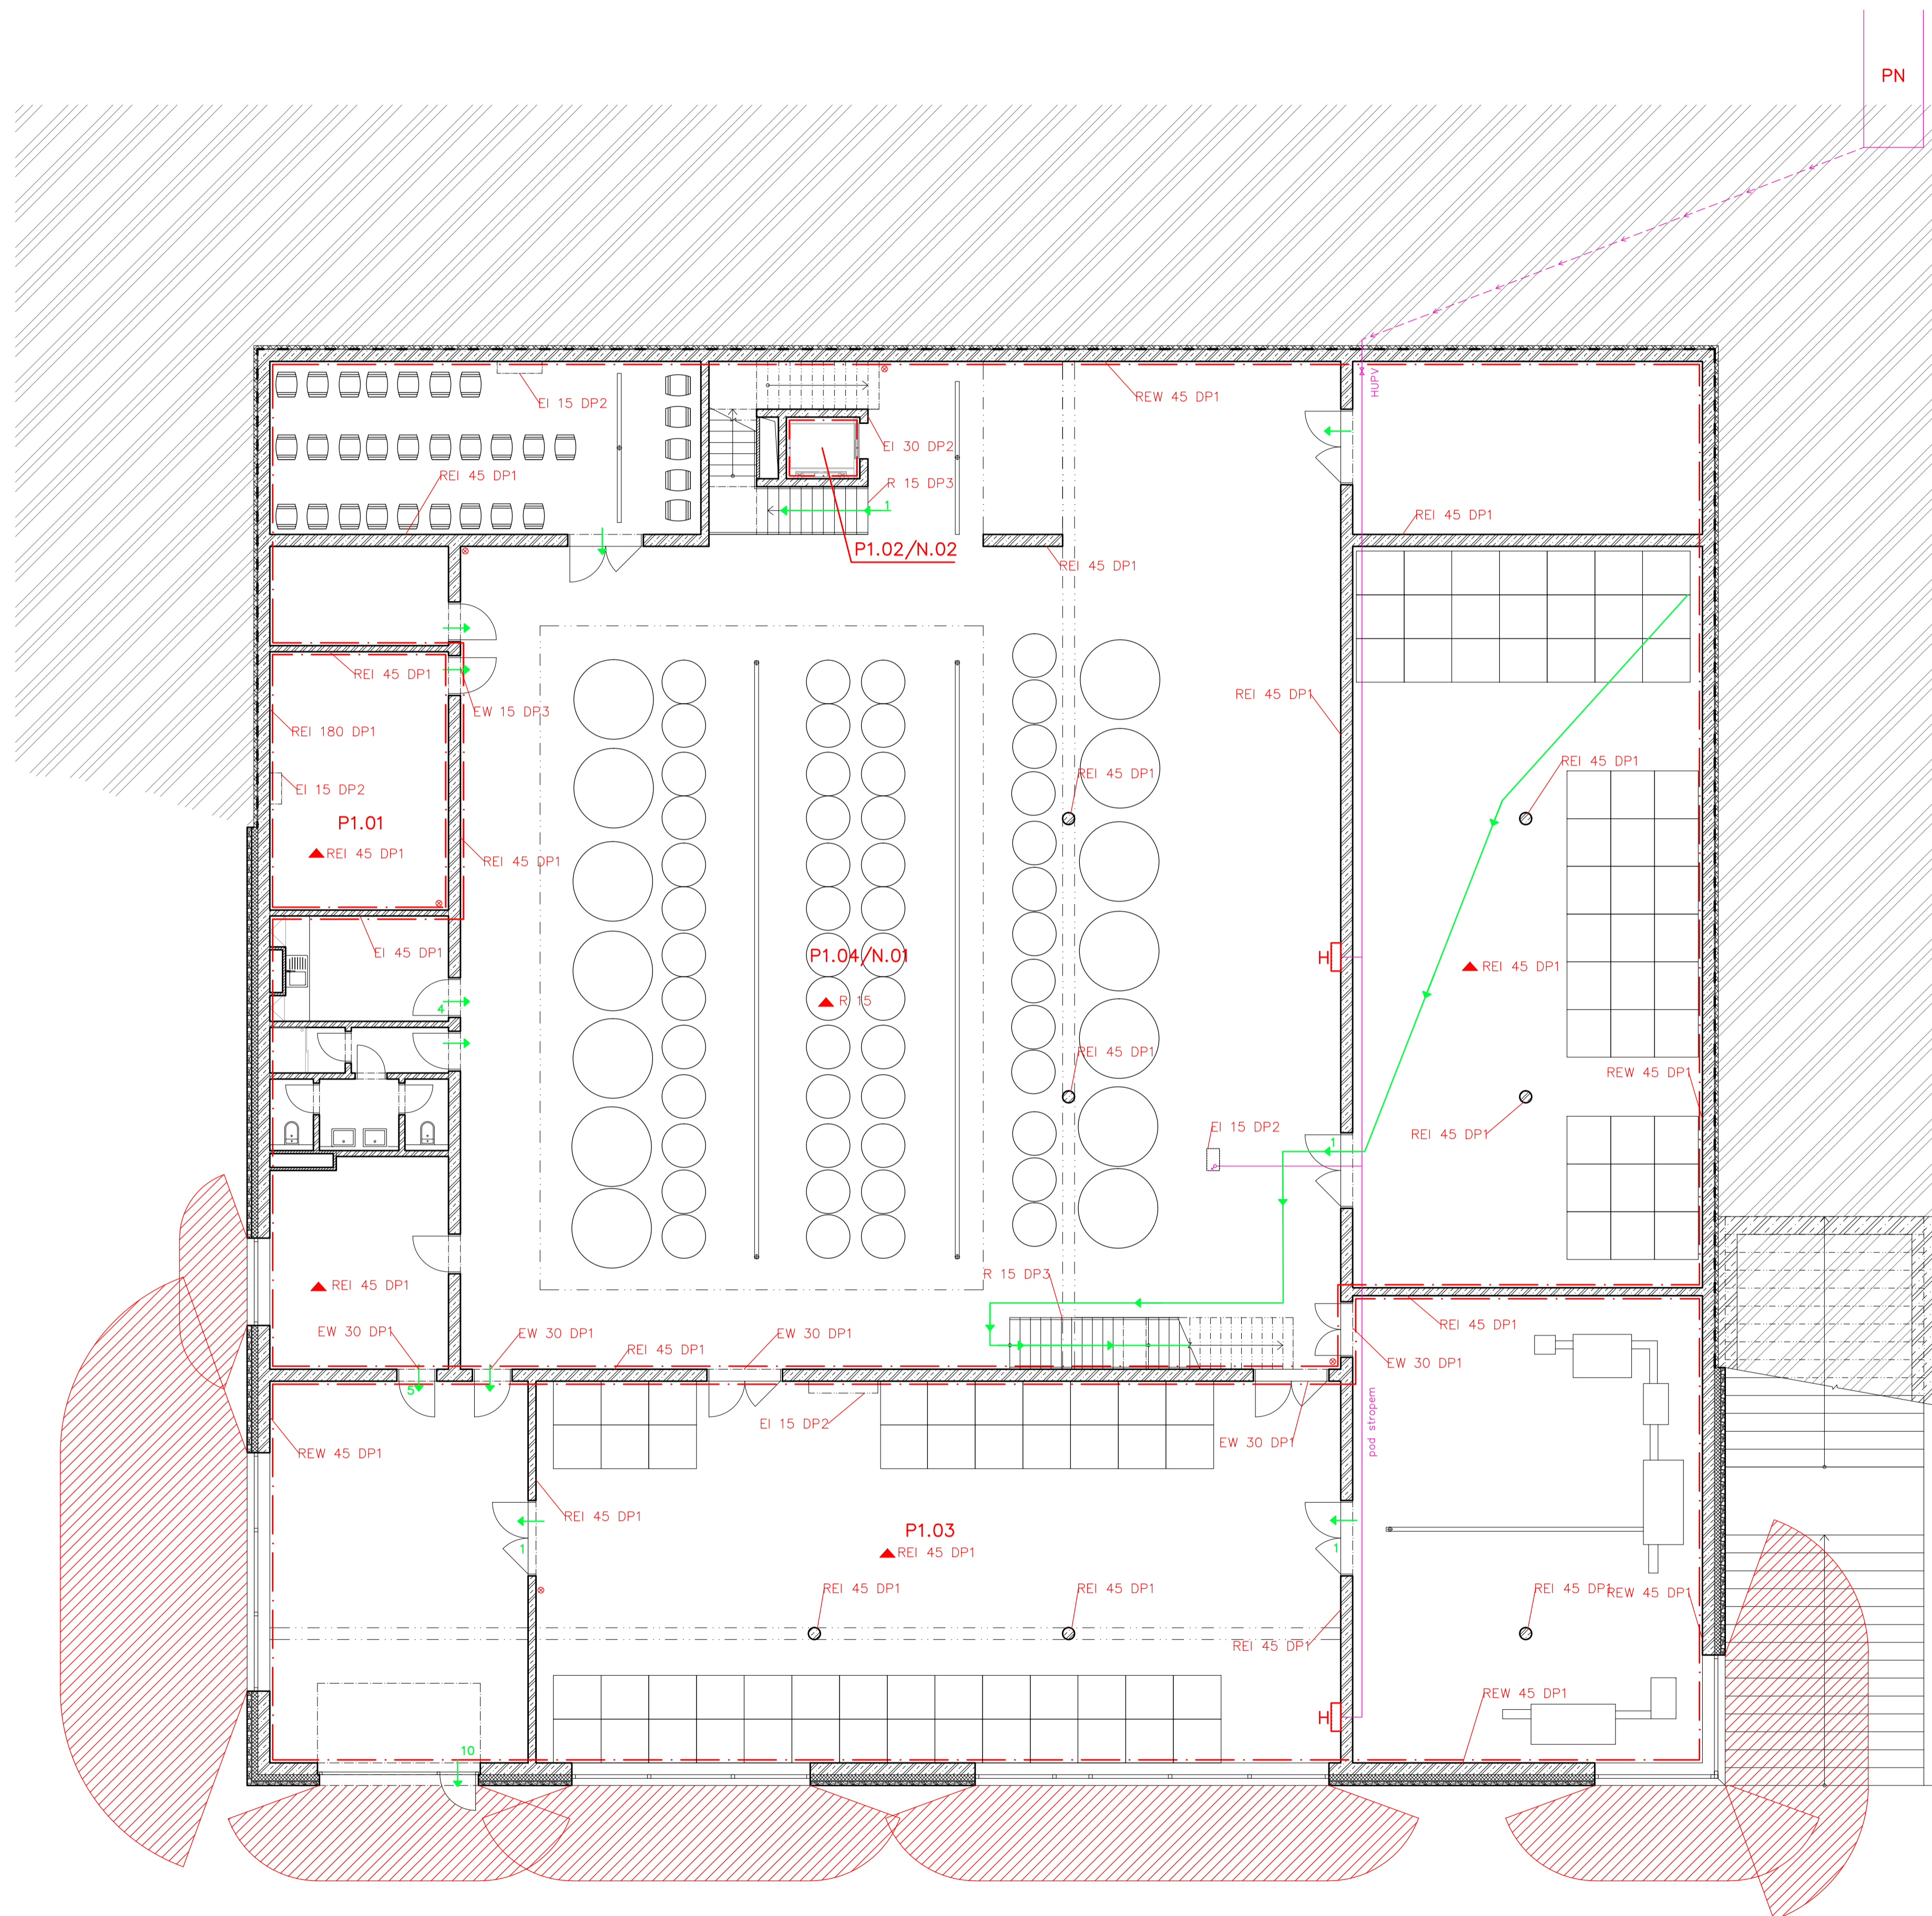 PN
HUPV
EI 15 DP2
REW 45 DP1
EI 30 DP2
REI 45 DP1
R 15 DP3
1
REI 45 DP1
P1.02/N.02
REI 45 DP1
REI 45 DP1
REI 180 DP1
EW 15 DP3
REI 45 DP1
EI 15 DP2
REI 45 DP1
REI 45 DP1
P1.01
REI 45 DP1
REI 45 DP1
EI 45 DP1
P1.04/N.01
H
REI 45 DP1
R 15
4
REI 45 DP1
REW 45 DP1
EI 15 DP2
1
REI 45 DP1
R 15 DP3
REI 45 DP1
EW 30 DP1
EW 30 DP1
EW 30 DP1
REI 45 DP1
REI 45 DP1
EW 30 DP1
5
pod stropem
EI 15 DP2
EW 30 DP1
REW 45 DP1
REI 45 DP1
P1.03
1
1
REI 45 DP1
REI 45 DP1
REI 45 DP1
REI 45 DP1
REW 45 DP1
REI 45 DP1
REW 45 DP1
H
10